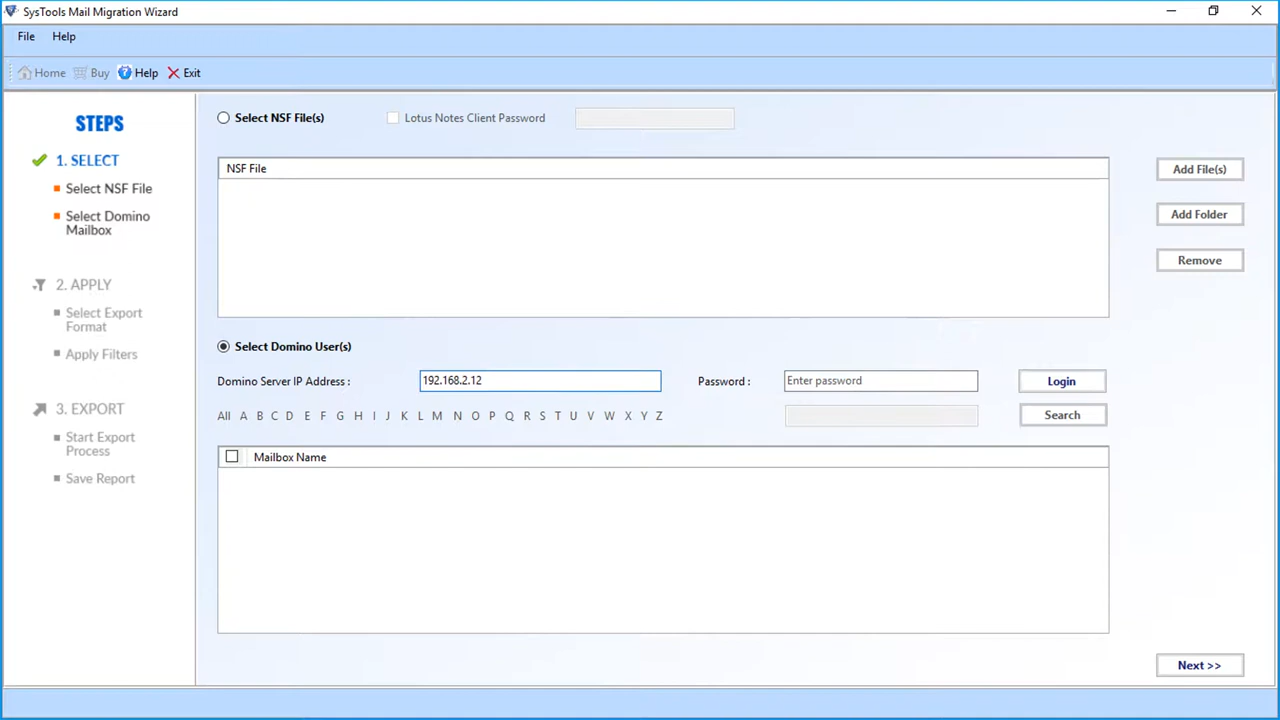 SysTools Mail Migration Wizard
File Help
Home Buy Help Exit
STEPS
1. SELECT
Select NSF File
Select Domino
Mailbox
2. APPLY
Select Export
Format
Apply Filters
3. EXPORT
Start Export
Process
Save Report
Select NSF File(s) Lotus Notes Client Password
NSF File
Add File(s)
Add Folder
Remove
Select Domino User(s)
Domino Server IP Address : 192.168.2.12 Password : Enter password Login
All A B C D E F G H I J K L M N O P Q R S T U V W X Y Z Search
Mailbox Name
Next >>